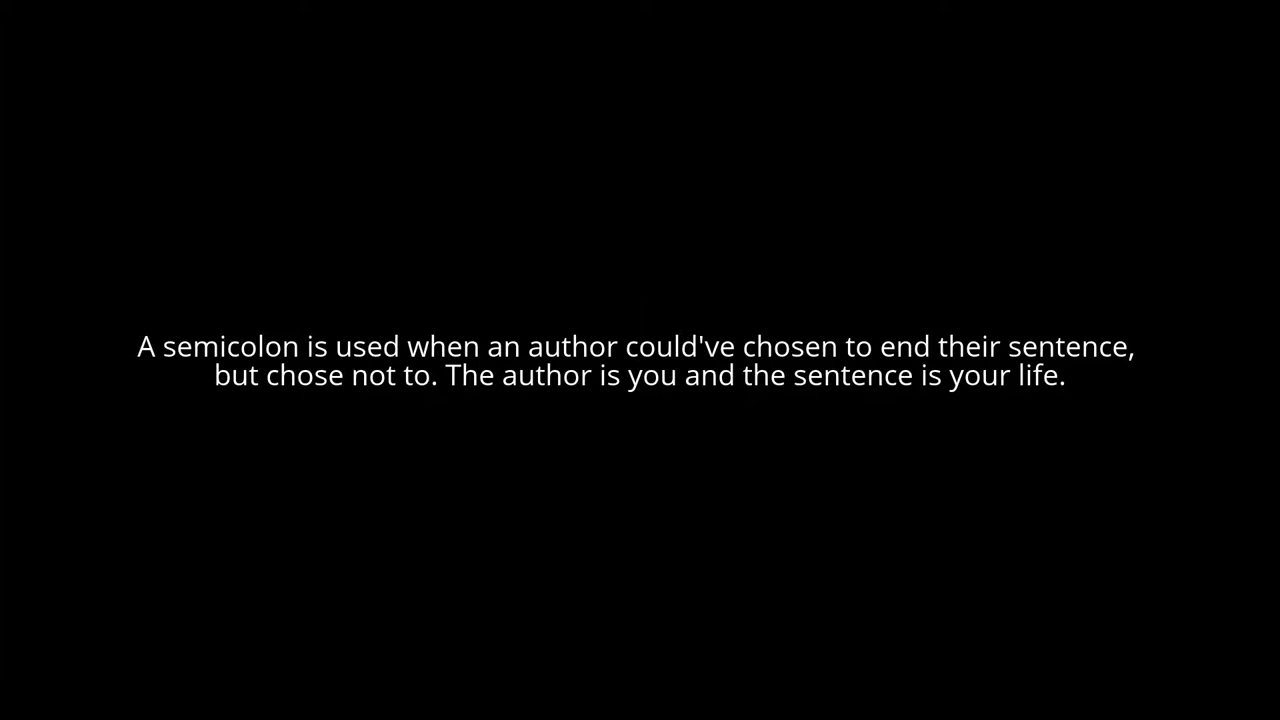 A semicolon is used when an author could've chosen to end their sentence,
but chose not to. The author is you and the sentence is your life.